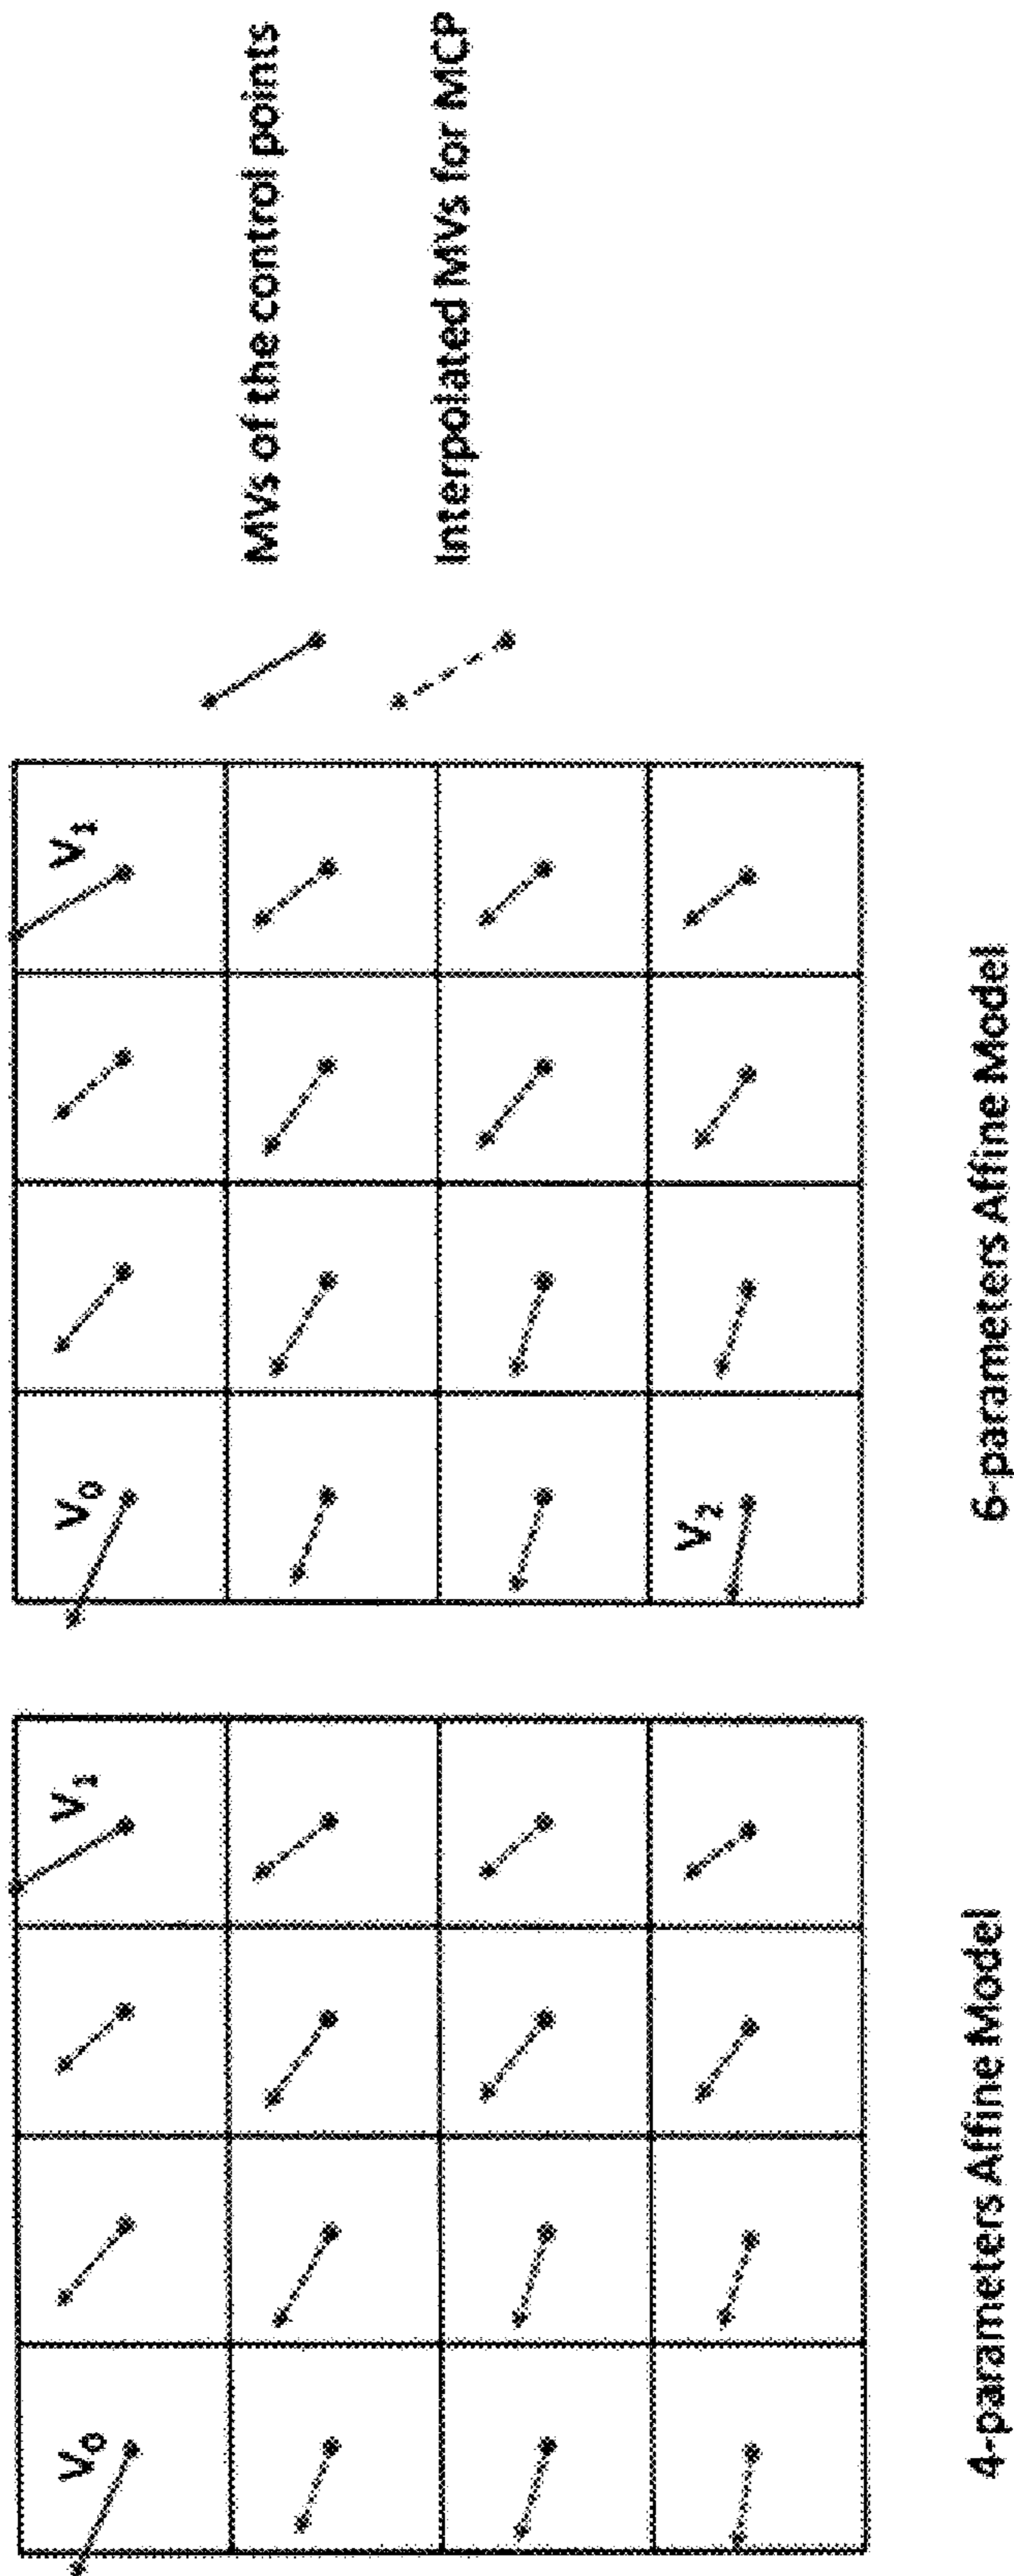 V0
V1
4-parameters Affine Model
V0
V1
V2
6-parameters Affine Model
MVs of the control points
Interpolated MVs for MCP